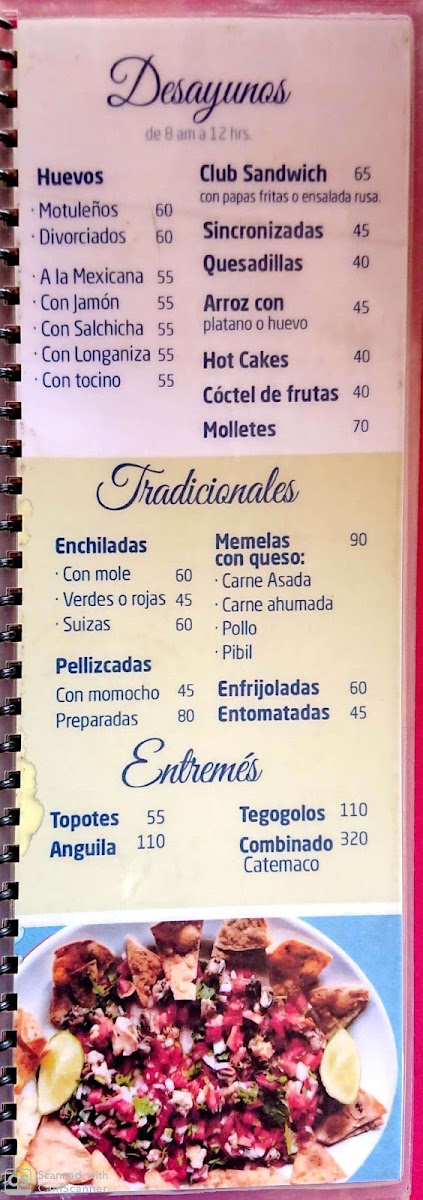 Desayunos
de 8 am a 12 hrs.
Huevos
· Motuleños 60
· Divorciados 60
· A la Mexicana 55
· Con Jamón 55
· Con Salchicha 55
· Con Longaniza 55
· Con tocino 55
Club Sandwich 65
con papas fritas o ensalada rusa.
Sincronizadas 45
Quesadillas 40
Arroz con 45
platano o huevo
Hot Cakes 40
Cóctel de frutas 40
Molletes 70
Tradicionales
Enchiladas
· Con mole 60
· Verdes o rojas 45
· Suizas 60
Pellizcadas
Con momocho 45
Preparadas 80
Memelas 90
con queso:
· Carne Asada
· Carne ahumada
· Pollo
· Pibil
Enfrijoladas 60
Entomatadas 45
Entremés
Topotes 55
Anguila 110
Tegogolos 110
Combinado 320
Catemaco
CS Scanned with
CamScanner